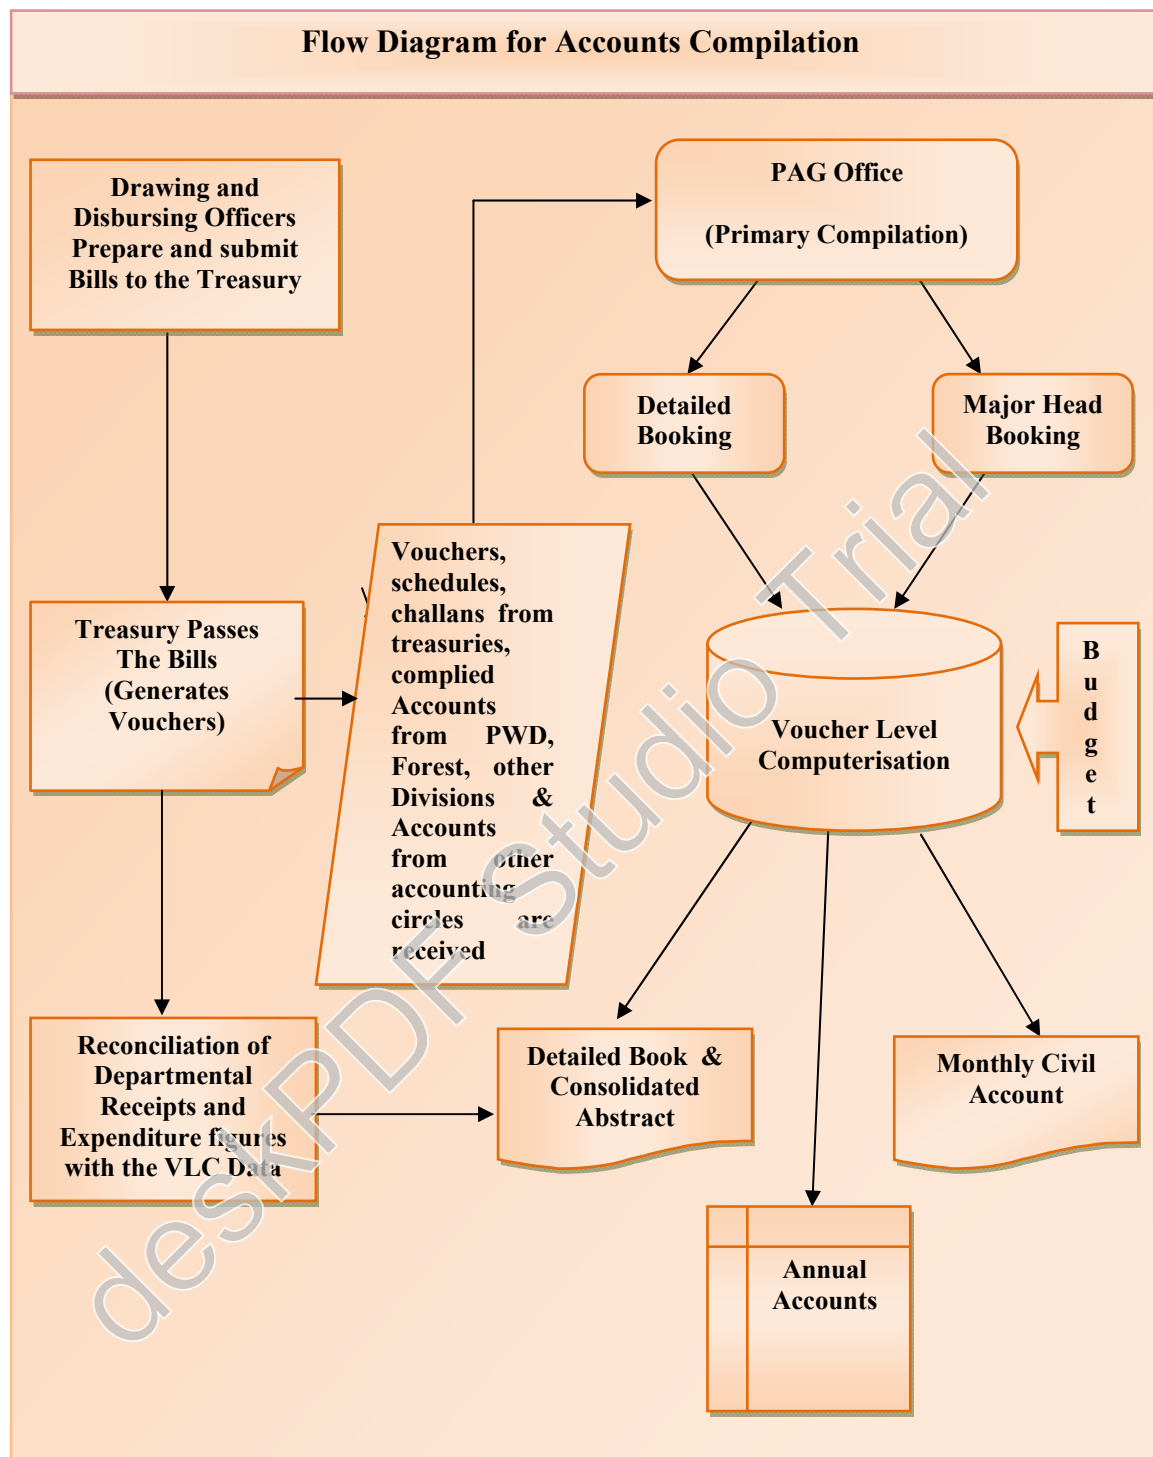 Flow Diagram for Accounts Compilation
Drawing and
Disbursing Officers
Prepare and submit
Bills to the Treasury
PAG Office
(Primary Compilation)
Detailed
Booking
Major Head
Booking
Treasury Passes
The Bills
(Generates
Vouchers)
Vouchers,
schedules,
challans from
treasuries,
complied
Accounts
from PWD,
Forest, other
Divisions &
Accounts
from other
accounting
circles are
received
Voucher Level
Computerisation
B
u
d
g
e
t
Reconciliation of
Departmental
Receipts and
Expenditure figures
with the VLC Data
Detailed Book &
Consolidated
Abstract
Monthly Civil
Account
Annual
Accounts
deskPDF Studio Trial